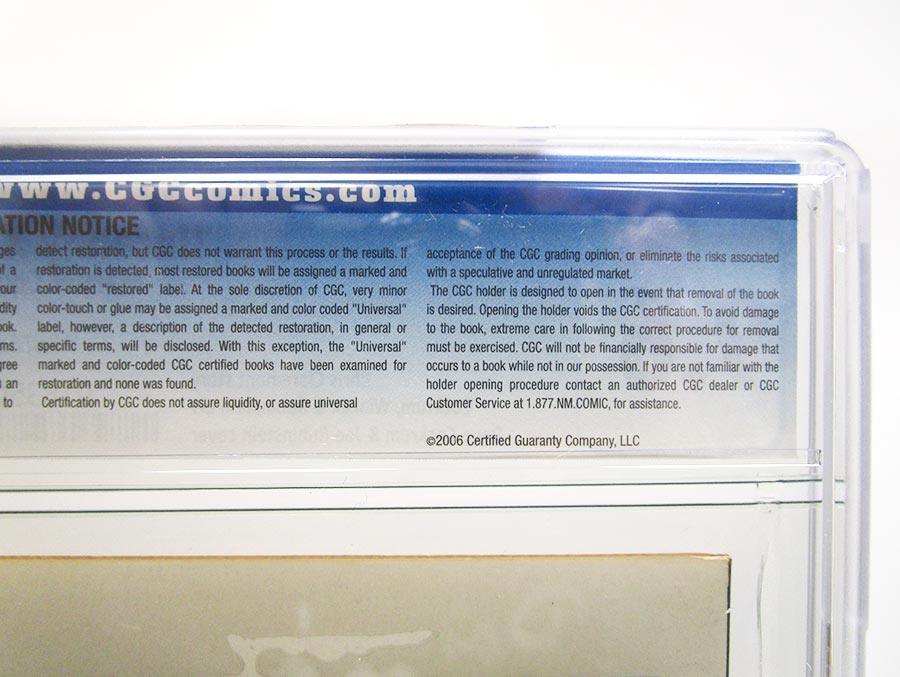 www.CGCcomics.com
ATION NOTICE
ges
of a
our
dity
ook.
ms.
gree
s an
to
detect restoration, but CGC does not warrant this process or the results. If
restoration is detected, most restored books will be assigned a marked and
color-coded "restored" label. At the sole discretion of CGC, very minor
color-touch or glue may be assigned a marked and color coded "Universal"
label, however, a description of the detected restoration, in general or
specific terms, will be disclosed. With this exception, the "Universal"
marked and color-coded CGC certified books have been examined for
restoration and none was found.
Certification by CGC does not assure liquidity, or assure universal
acceptance of the CGC grading opinion, or eliminate the risks associated
with a speculative and unregulated market.
The CGC holder is designed to open in the event that removal of the book
is desired. Opening the holder voids the CGC certification. To avoid damage
to the book, extreme care in following the correct procedure for removal
must be exercised. CGC will not be financially responsible for damage that
occurs to a book while not in our possession. If you are not familiar with the
holder opening procedure contact an authorized CGC dealer or CGC
Customer Service at 1.877.NM.COMIC, for assistance.
©2006 Certified Guaranty Company, LLC